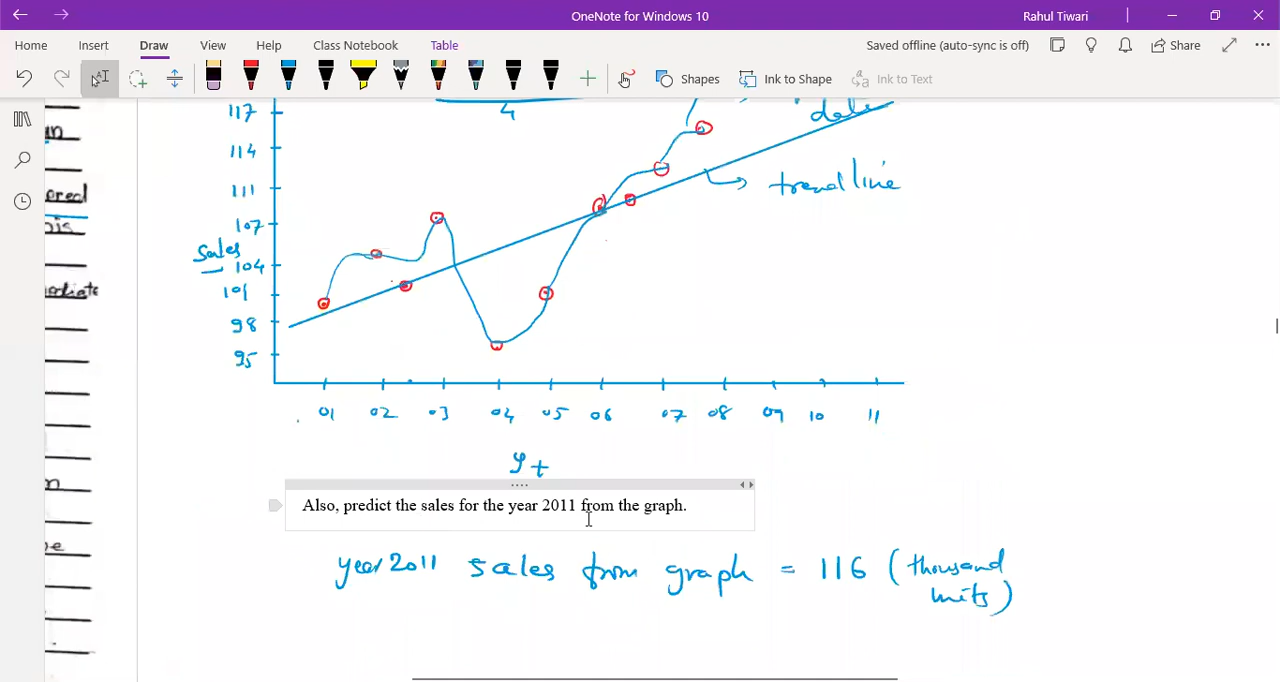 OneNote for Windows 10
Rahul Tiwari
Home Insert Draw View Help Class Notebook Table
Saved offline (auto-sync is off)
Share
Shapes
Ink to Shape
Ink to Text
117
4
114
111
trend line
107
Sales
104
101
98
95
01 02 03 04 05 06 07 08 09 10 11
Also, predict the sales for the year 2011 from the graph.
year 2011 sales from graph = 116 (thousand
units)